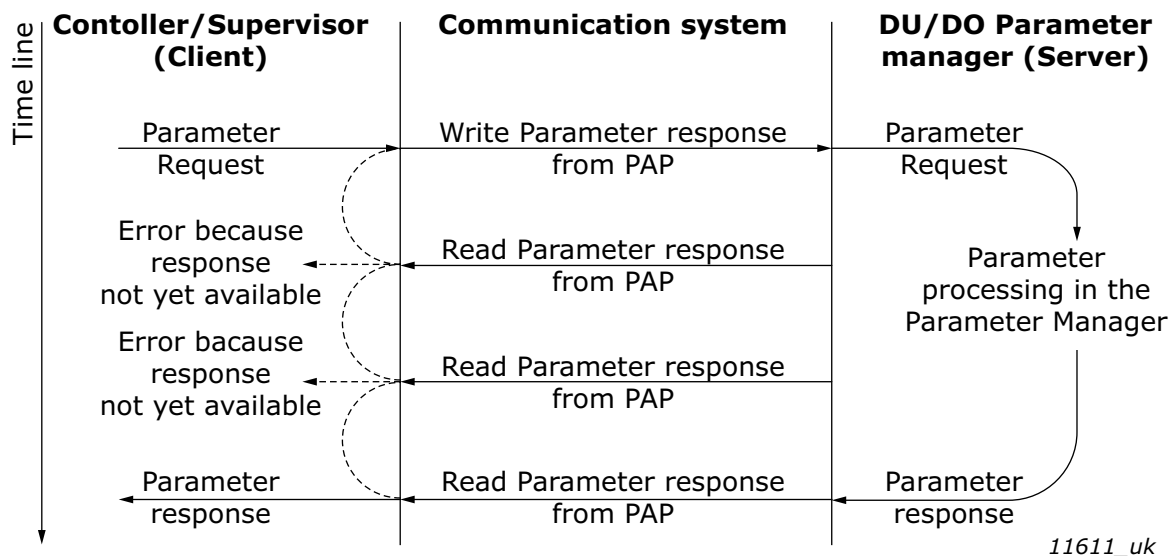 Time line
Contoller/Supervisor
(Client)
Communication system
DU/DO Parameter
manager (Server)
Parameter
Request
Write Parameter response
from PAP
Parameter
Request
Error because
response
not yet available
Read Parameter response
from PAP
Parameter
processing in the
Parameter Manager
Error bacause
response
not yet available
Read Parameter response
from PAP
Parameter
response
Read Parameter response
from PAP
Parameter
response
11611_uk